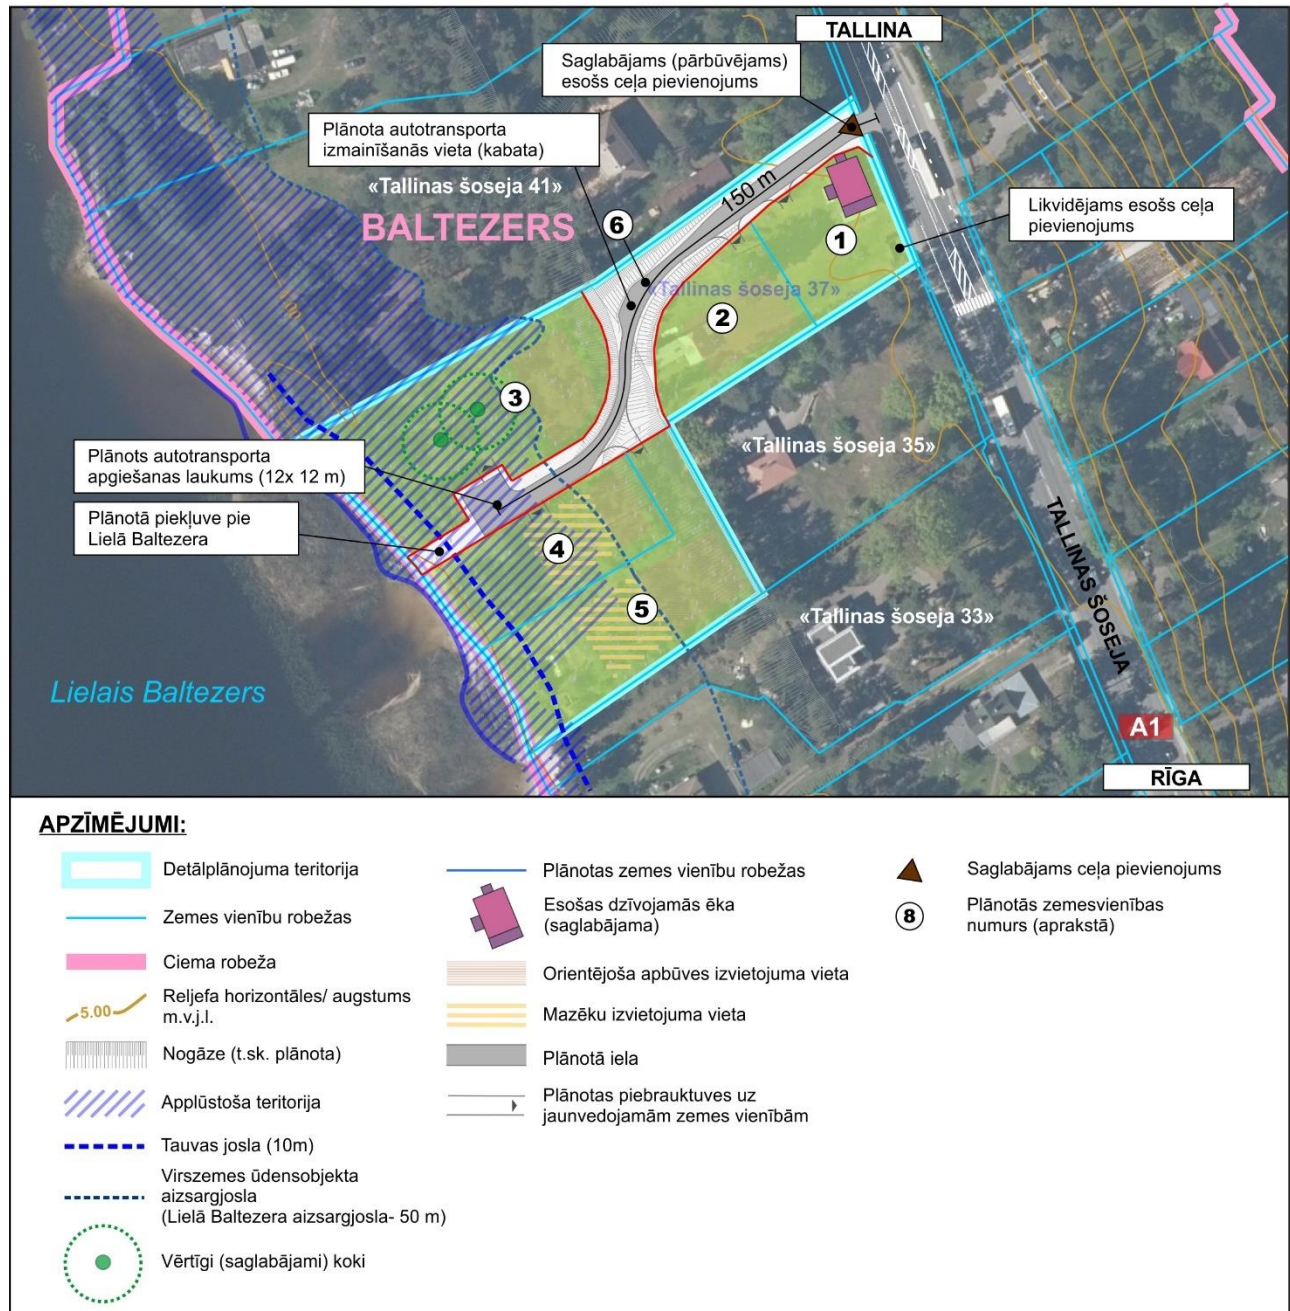 TALLINA
Saglabājams (pārbūvējams)
esošs ceļa pievienojums
Plānota autotransporta
izmainīšanās vieta (kabata)
«Tallinas šoseja 41»
BALTEZERS
150 m
Likvidējams esošs ceļa
pievienojums
6
1
«Tallinas šoseja 37»
2
3
Plānots autotransporta
apgiešanas laukums (12x 12 m)
«Tallinas šoseja 35»
Plānotā piekļuve pie
Lielā Baltezera
4
5
«Tallinas šoseja 33»
TALLINAS ŠOSEJA
Lielais Baltezers
A1
RĪGA
APZĪMĒJUMI:
Detālplānojuma teritorija
Zemes vienību robežas
Ciema robeža
5.00
Reljefa horizontāles/ augstums
m.v.j.l.
Nogāze (t.sk. plānota)
Applūstoša teritorija
Tauvas josla (10m)
Virszemes ūdensobjekta
aizsargjosla
(Lielā Baltezera aizsargjosla- 50 m)
Vērtīgi (saglabājami) koki
Plānotas zemes vienību robežas
Esošas dzīvojamās ēka
(saglabājama)
Orientējoša apbūves izvietojuma vieta
Mazēku izvietojuma vieta
Plānotā iela
Plānotas piebrauktuves uz
jaunvedojamām zemes vienībām
Saglabājams ceļa pievienojums
8
Plānotās zemesvienības
numurs (aprakstā)